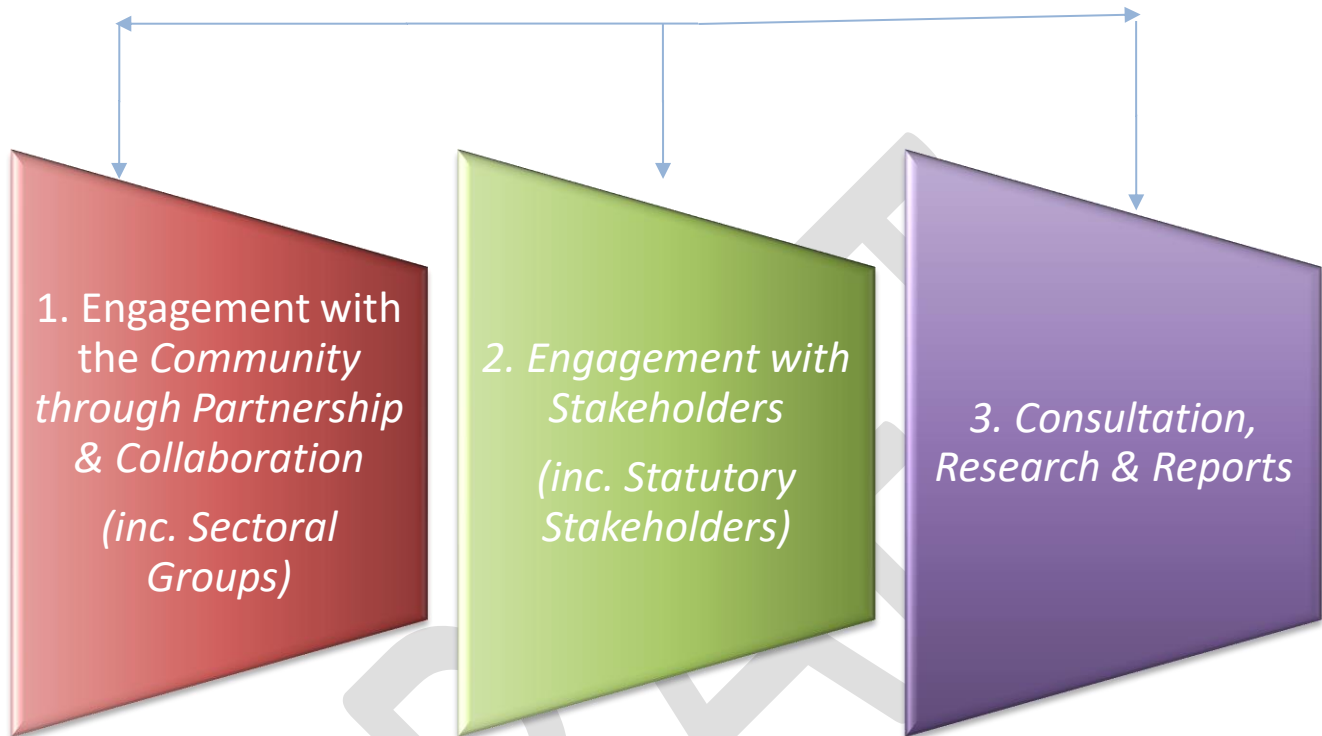 1. Engagement with
the Community
through Partnership
& Collaboration
(inc. Sectoral
Groups)
2. Engagement with
Stakeholders
(inc. Statutory
Stakeholders)
3. Consultation,
Research & Reports